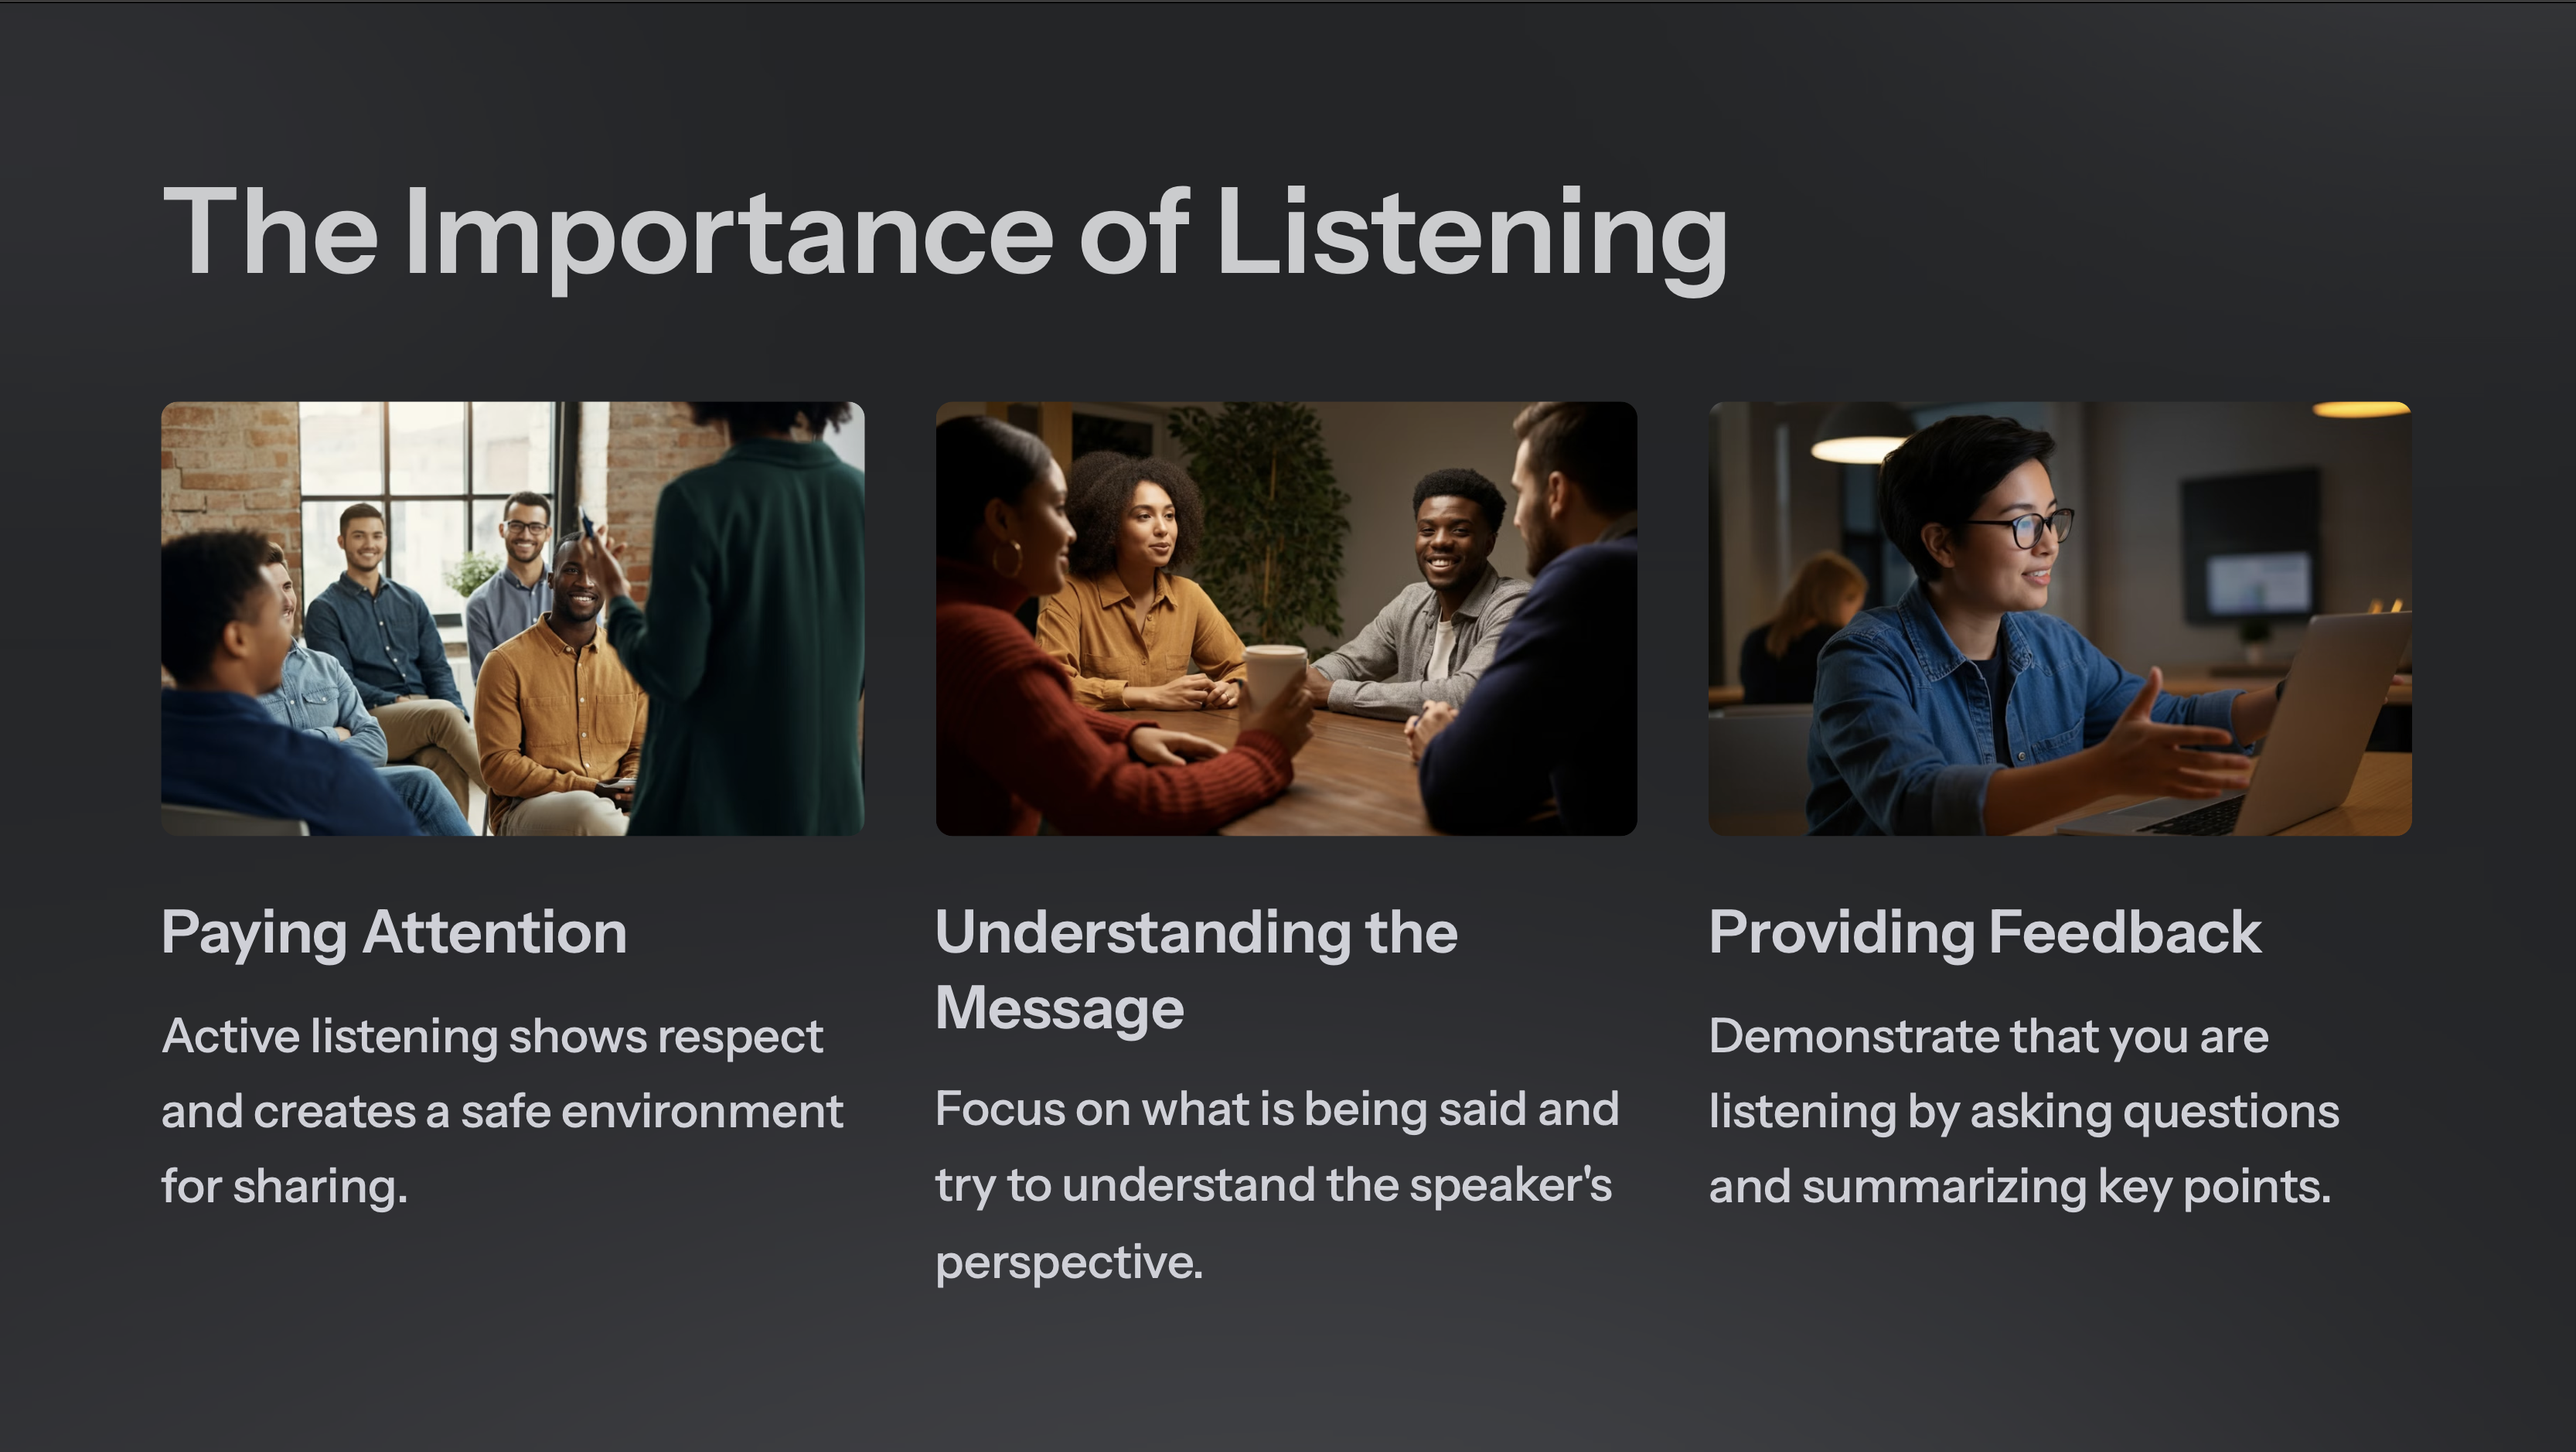 The Importance of Listening
Paying Attention
Active listening shows respect
and creates a safe environment
for sharing.
Understanding the
Message
Focus on what is being said and
try to understand the speaker's
perspective.
Providing Feedback
Demonstrate that you are
listening by asking questions
and summarizing key points.